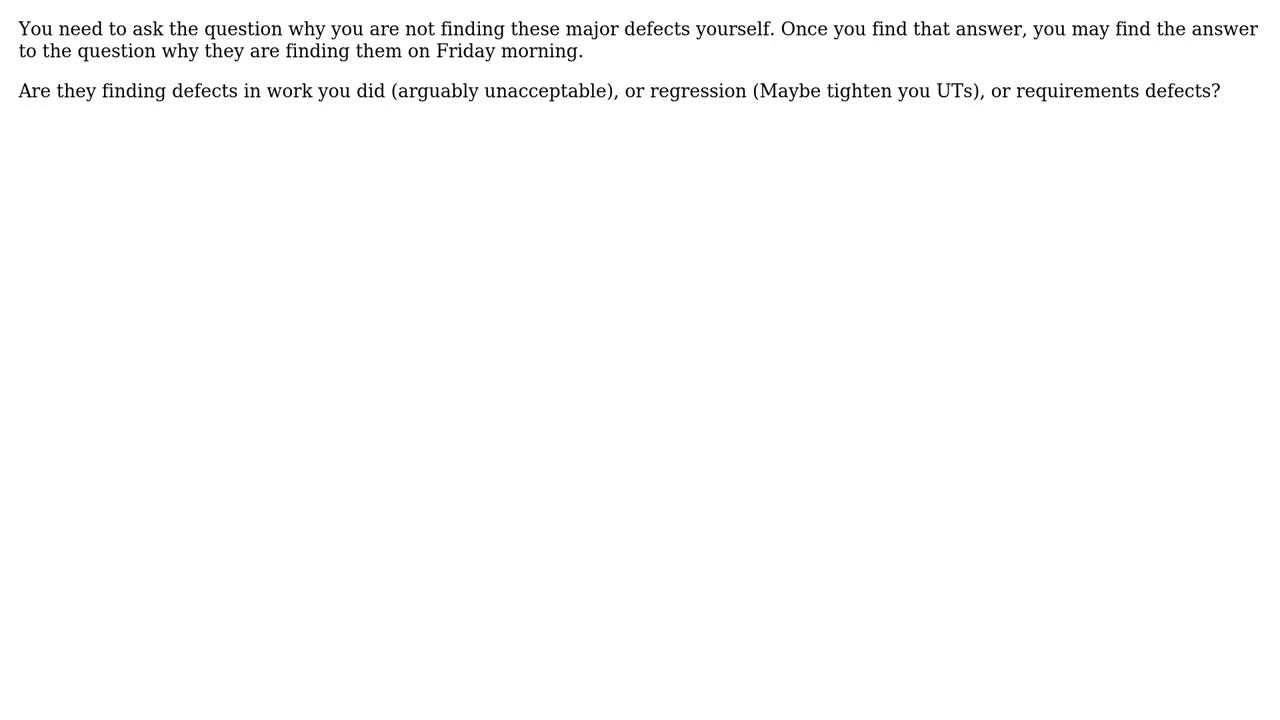 You need to ask the question why you are not finding these major defects yourself. Once you find that answer, you may find the answer
to the question why they are finding them on Friday morning.
Are they finding defects in work you did (arguably unacceptable), or regression (Maybe tighten you UTs), or requirements defects?